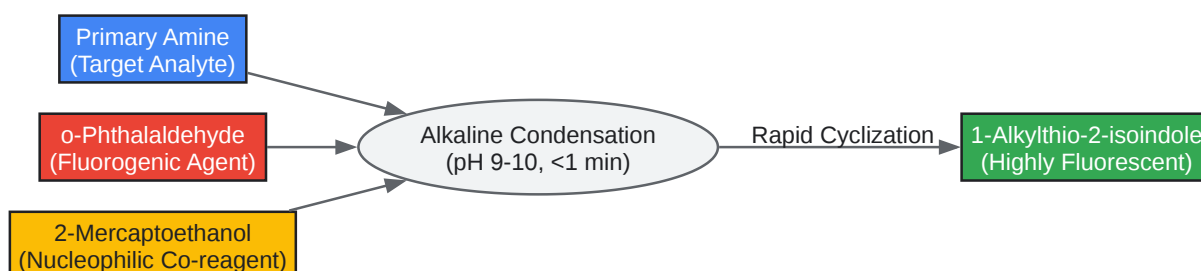 Primary Amine
(Target Analyte)
o-Phthalaldehyde
(Fluorogenic Agent)
2-Mercaptoethanol
(Nucleophilic Co-reagent)
Alkaline Condensation
(pH 9-10, <1 min)
Rapid Cyclization
1-Alkylthio-2-isoindole
(Highly Fluorescent)